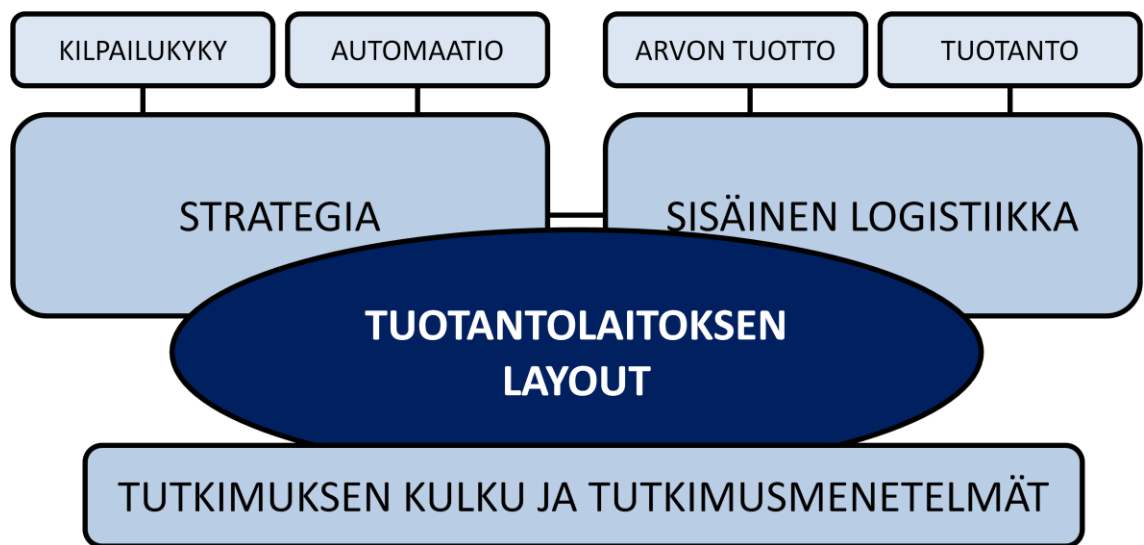 KILPAILUKYKY
AUTOMAATIO
ARVON TUOTTO
TUOTANTO
STRATEGIA
SISÄINEN LOGISTIIKKA
TUOTANTOLAITOKSEN
LAYOUT
TUTKIMUKSEN KULKU JA TUTKIMUSMENETELMÄT